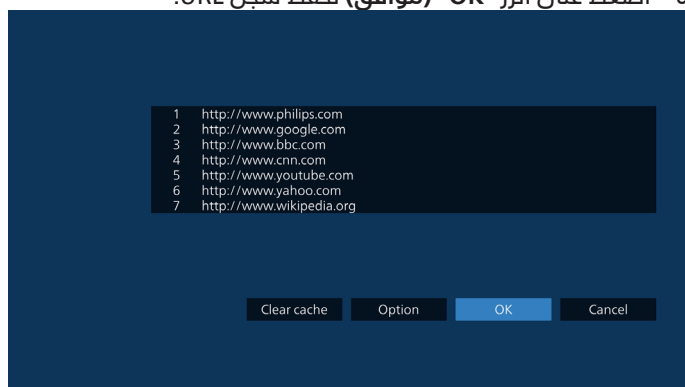 اضغط على الزر "OK" (موافق) لحفظ سجل URL.
1 http://www.philips.com
2 http://www.google.com
3 http://www.bbc.com
4 http://www.cnn.com
5 http://www.youtube.com
6 http://www.yahoo.com
7 http://www.wikipedia.org
Clear cache Option OK Cancel